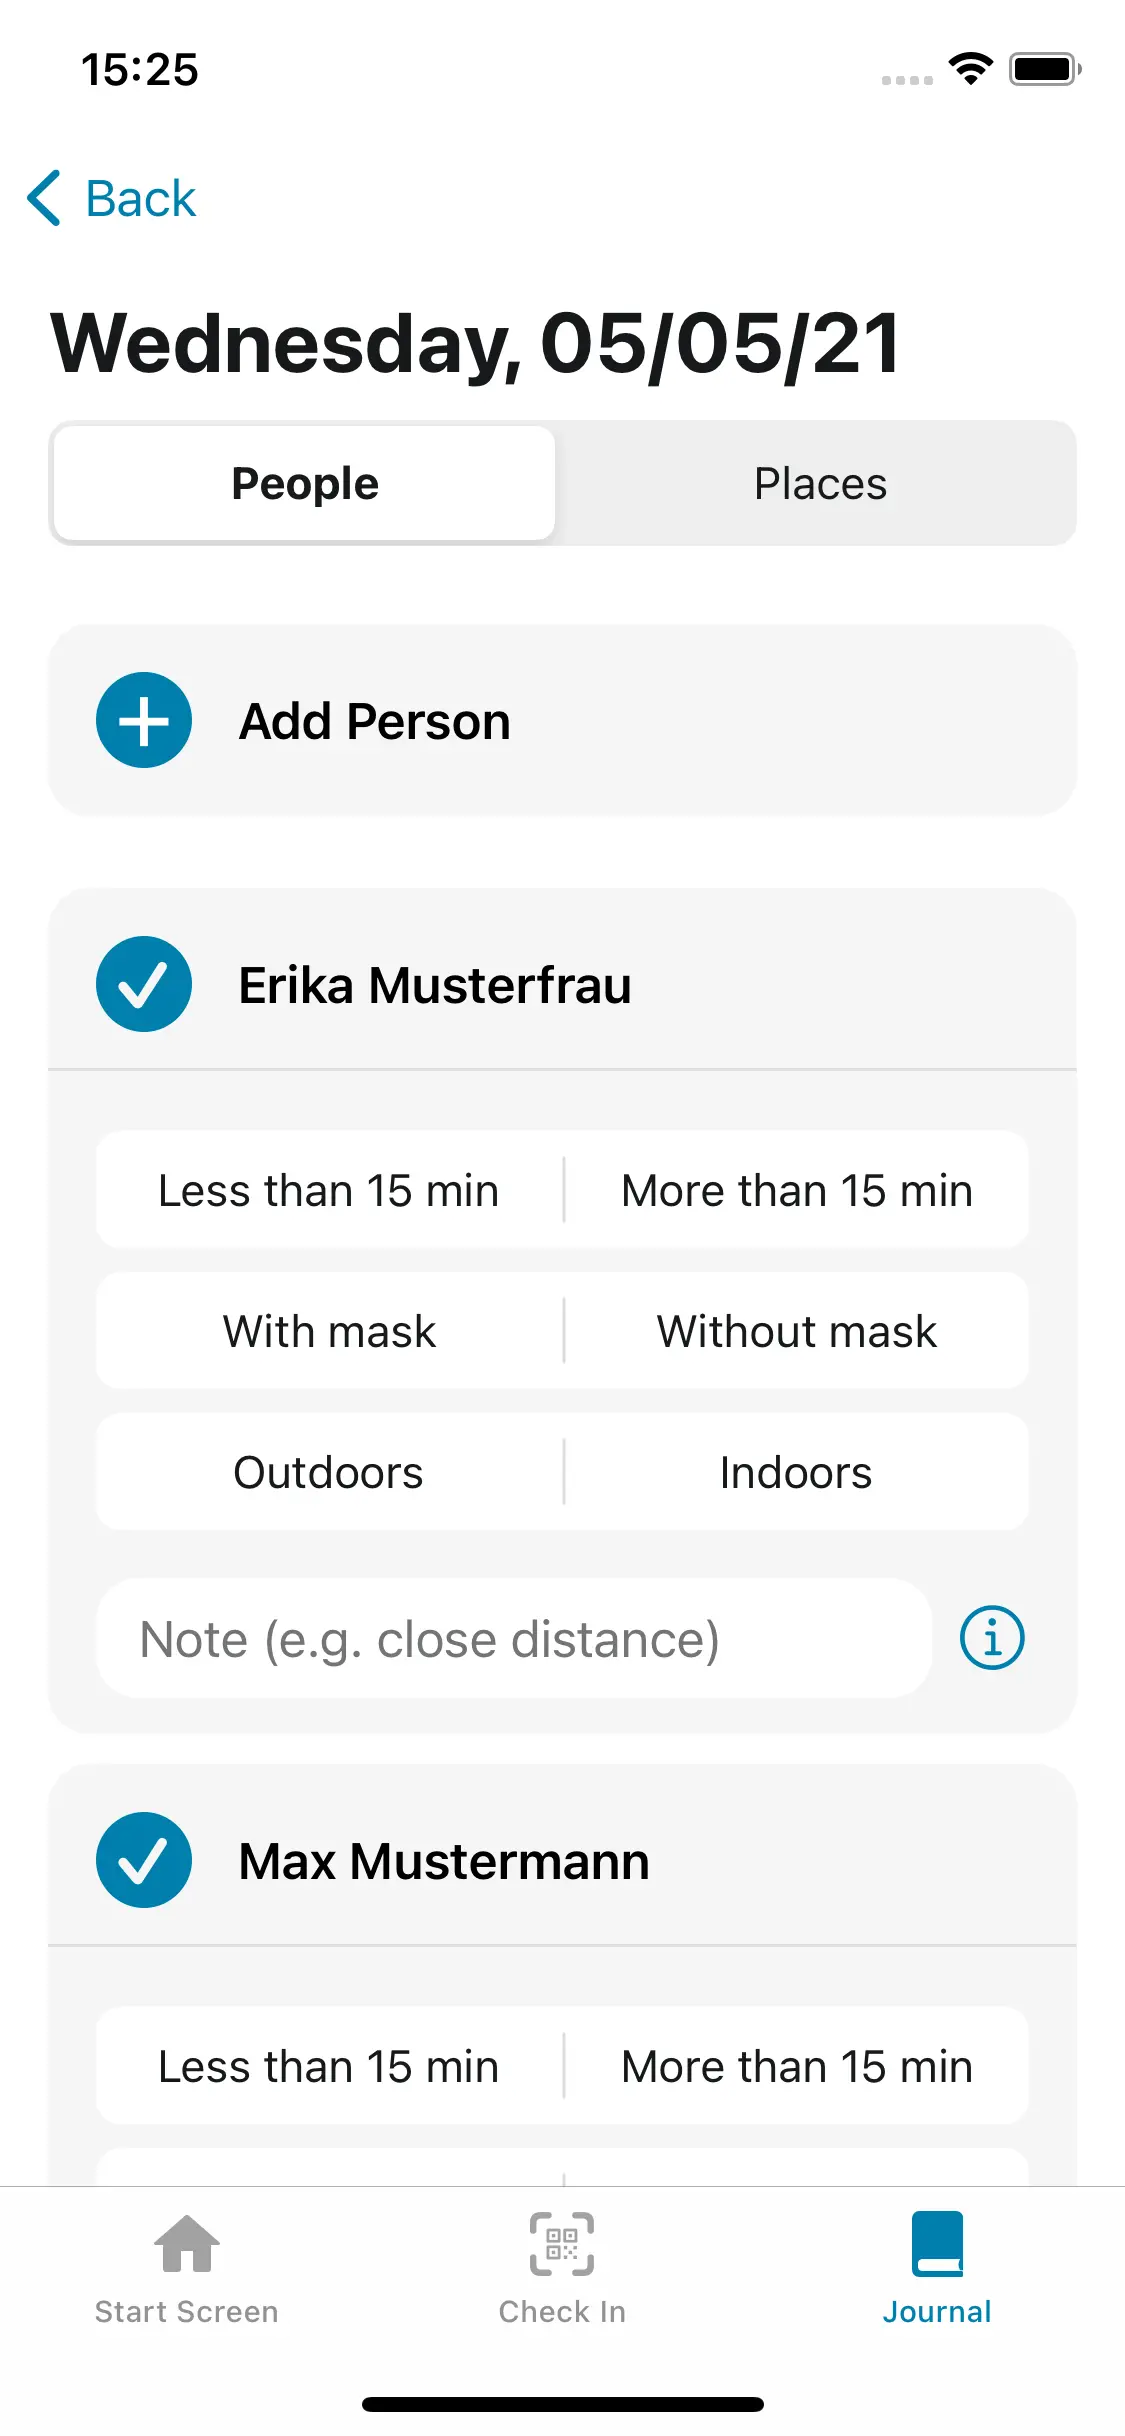 15:25
Back
Wednesday, 05/05/21
People Places
Add Person
Erika Musterfrau
Less than 15 min More than 15 min
With mask Without mask
Outdoors Indoors
Note (e.g. close distance)
Max Mustermann
Less than 15 min More than 15 min
Start Screen Check In Journal